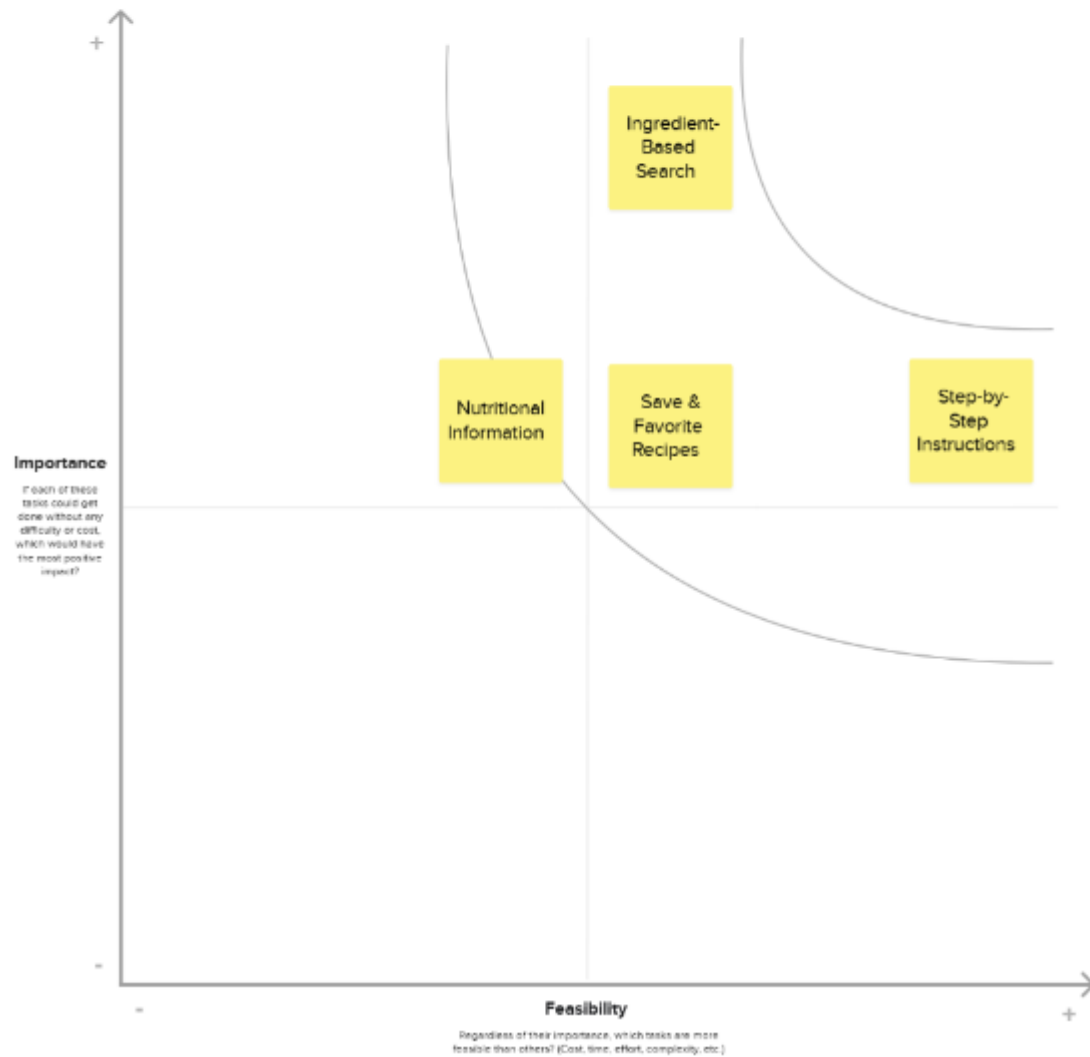 +
Ingredient-
Based
Search
Nutritional
Information
Save &
Favorite
Recipes
Step-by-
Step
Instructions
Importance
If each of these
tasks could get
done without any
difficulty or cost,
which would have
the most positive
impact?
-
-
Feasibility
+
Regardless of their importance, which tasks are more
feasible than others? (Cost, time, effort, complexity, etc.)